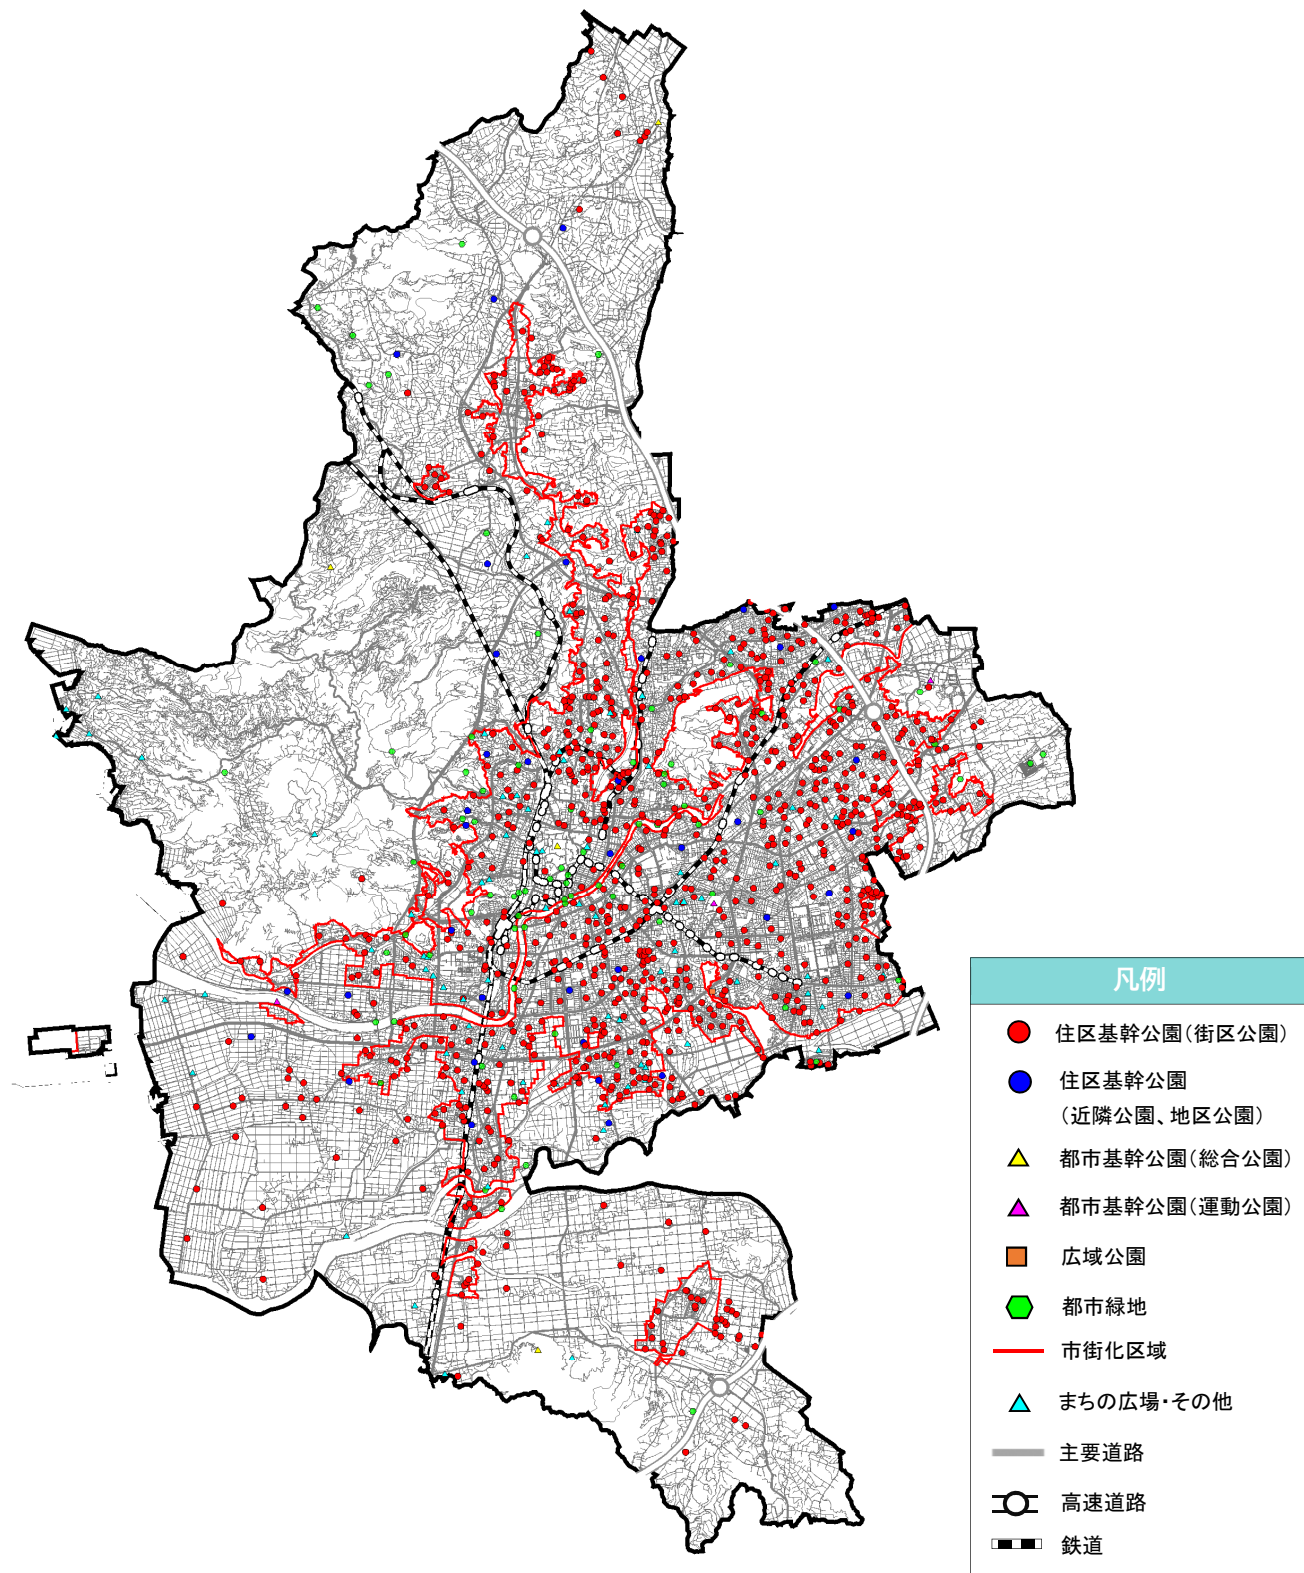 凡例
住区基幹公園(街区公園)
住区基幹公園
(近隣公園、地区公園)
都市基幹公園(総合公園)
都市基幹公園(運動公園)
広域公園
都市緑地
市街化区域
まちの広場・その他
主要道路
高速道路
鉄道